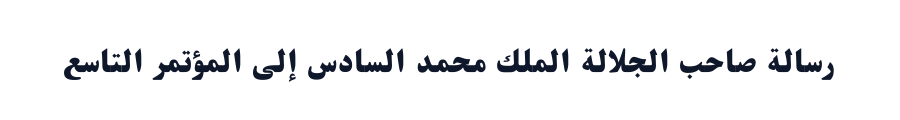 رسالة صاحب الجلالة الملك محمد السادس إلى المؤتمر التاسع